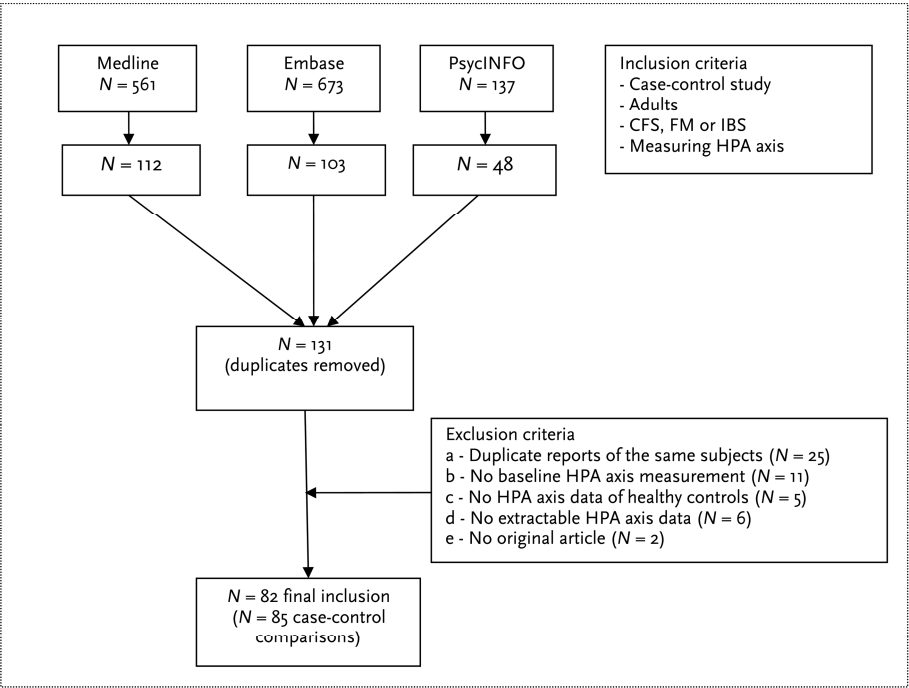 Medline
N = 561
Embase
N = 673
PsycINFO
N = 137
Inclusion criteria
- Case-control study
- Adults
- CFS, FM or IBS
- Measuring HPA axis
N = 112
N = 103
N = 48
N = 131
(duplicates removed)
Exclusion criteria
a - Duplicate reports of the same subjects (N = 25)
b - No baseline HPA axis measurement (N = 11)
c - No HPA axis data of healthy controls (N = 5)
d - No extractable HPA axis data (N = 6)
e - No original article (N = 2)
N = 82 final inclusion
(N = 85 case-control
comparisons)